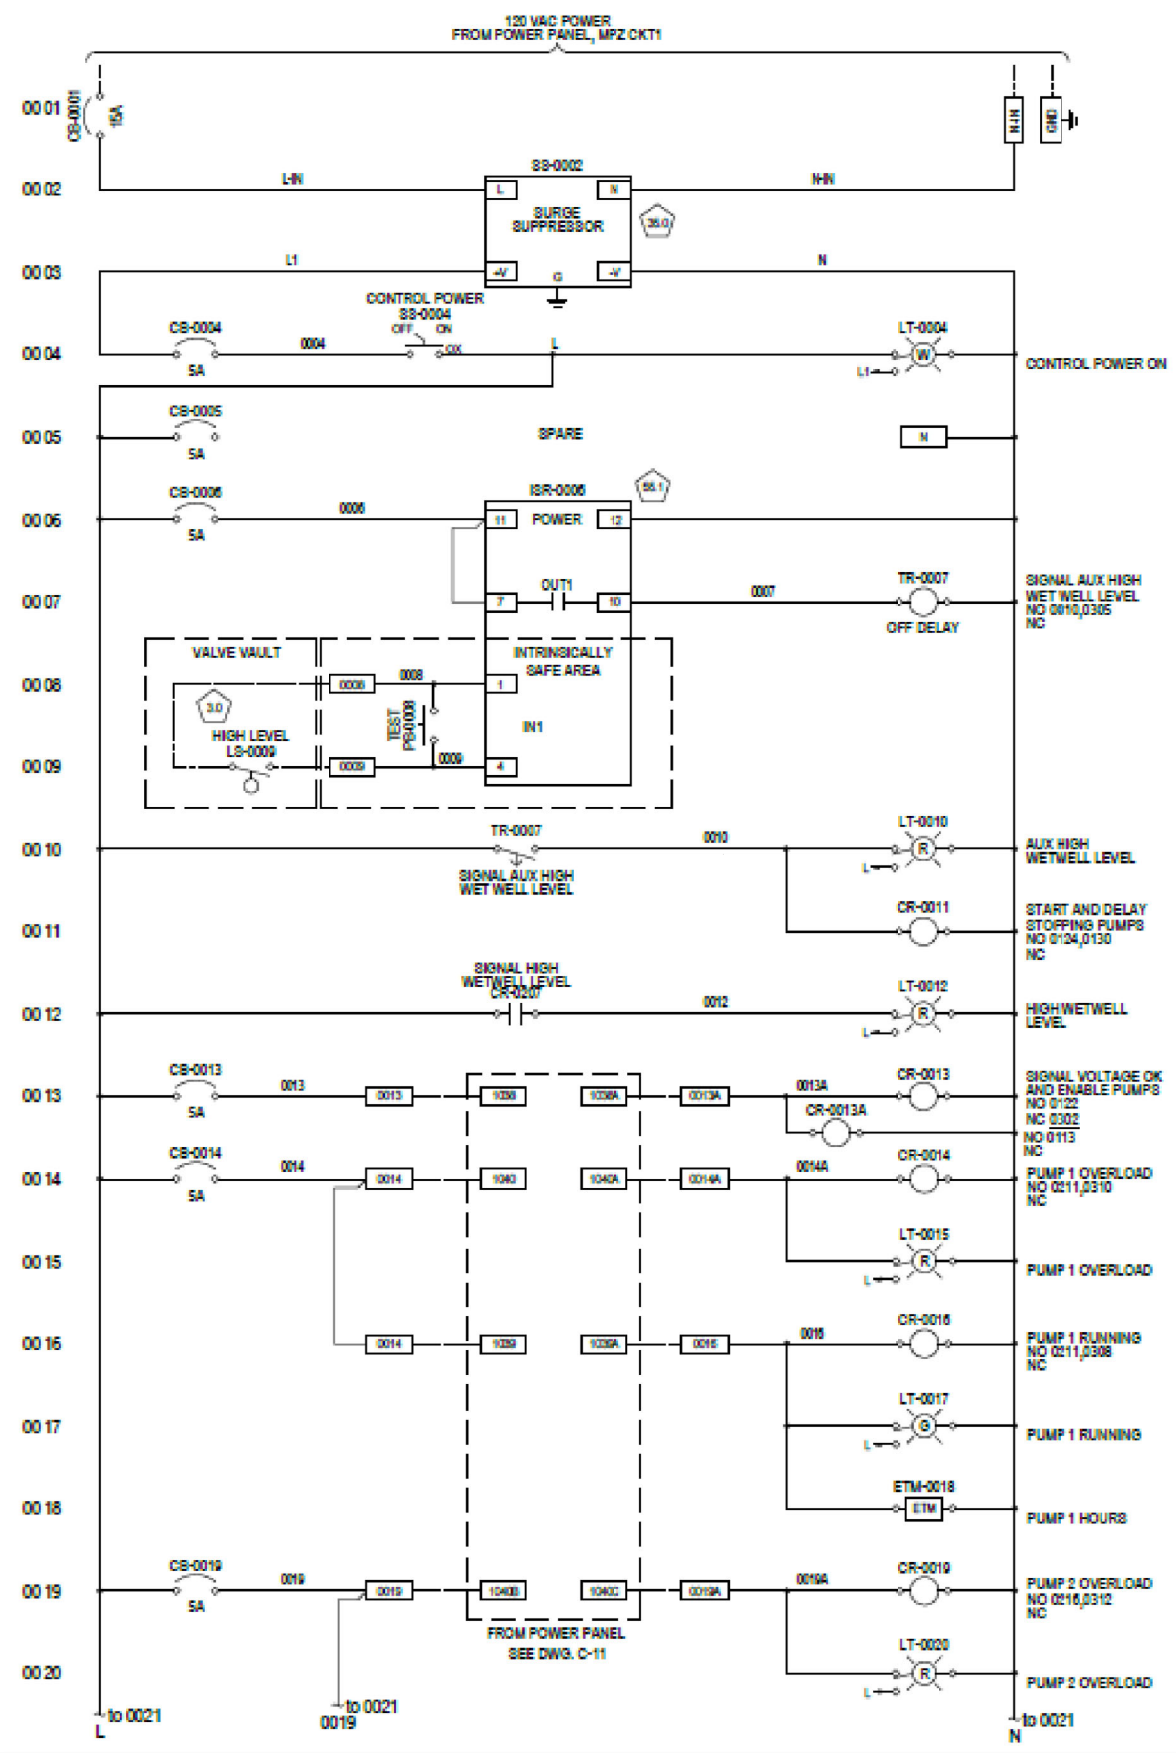 120 VAC POWER
FROM POWER PANEL, MPZ CKT1
0001
CB-0001
15A
N-IN
GND
SS-0002
0002
L-IN
L
N
N-IN
SURGE
SUPPRESSOR
36.0
0003
L1
+V
G
-V
N
CONTROL POWER
SS-0004
OFF ON
CB-0004
LT-0004
0004
0004
OX
L
W
5A
L1
CONTROL POWER ON
CB-0005
0005
SPARE
N
5A
CB-0006
ISR-0006
56.1
0006
0006
11
POWER
12
5A
OUT1
TR-0007
0007
7
10
0007
OFF DELAY
SIGNAL AUX HIGH
WET WELL LEVEL
NO 0010,0305
NC
VALVE VAULT
INTRINSICALLY
SAFE AREA
0008
0008
0008
1
3.0
TEST
PB-0008
IN1
HIGH LEVEL
LS-0009
0009
0009
0009
4
TR-0007
LT-0010
0010
0010
R
L
AUX HIGH
WETWELL LEVEL
SIGNAL AUX HIGH
WET WELL LEVEL
CR-0011
0011
START AND DELAY
STOPPING PUMPS
NO 0124,0130
NC
SIGNAL HIGH
WETWELL LEVEL
CR-0207
LT-0012
0012
0012
R
L
HIGH WETWELL
LEVEL
CB-0013
CR-0013
0013
0013
0013
1038
1038A
0013A
0013A
5A
SIGNAL VOLTAGE OK
AND ENABLE PUMPS
NO 0122
NC 0302
CR-0013A
NO 0113
NC
CB-0014
CR-0014
0014
0014
0014
1040
1040A
0014A
0014A
5A
PUMP 1 OVERLOAD
NO 0211,0310
NC
LT-0015
0015
R
L
PUMP 1 OVERLOAD
CR-0016
0016
0014
1039
1039A
0016
0016
PUMP 1 RUNNING
NO 0211,0308
NC
LT-0017
0017
G
L
PUMP 1 RUNNING
ETM-0018
0018
ETM
PUMP 1 HOURS
CB-0019
CR-0019
0019
0019
0019
1040B
1040C
0019A
0019A
5A
PUMP 2 OVERLOAD
NO 0216,0312
NC
FROM POWER PANEL
SEE DWG. C-11
LT-0020
0020
R
L
PUMP 2 OVERLOAD
to 0021
L
to 0021
0019
to 0021
N